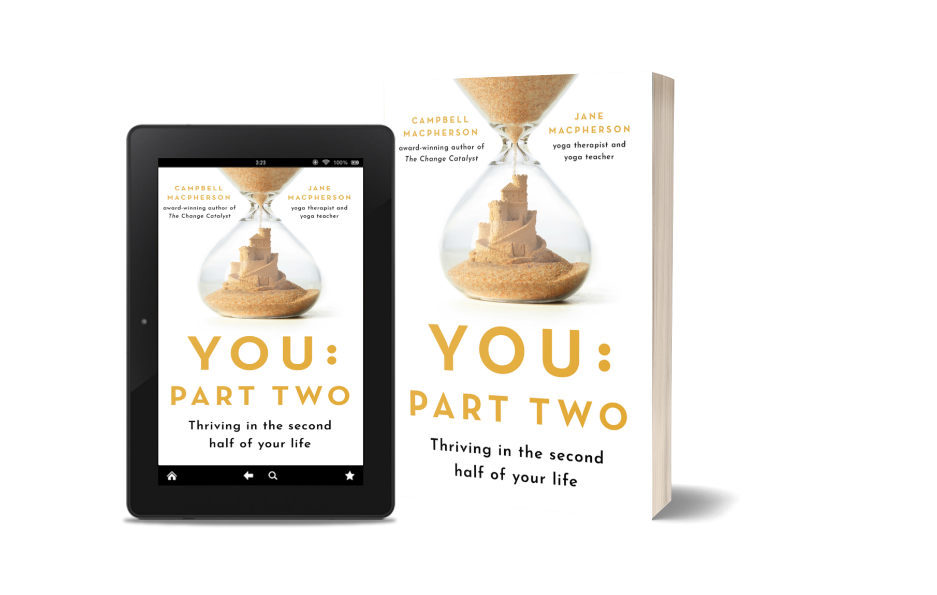 3:23
100%
CAMPBELL
MACPHERSON
award-winning author of
The Change Catalyst
JANE
MACPHERSON
yoga therapist and
yoga teacher
YOU:
PART TWO
Thriving in the second
half of your life
CAMPBELL
MACPHERSON
award-winning author of
The Change Catalyst
JANE
MACPHERSON
yoga therapist and
yoga teacher
YOU:
PART TWO
Thriving in the second
half of your life